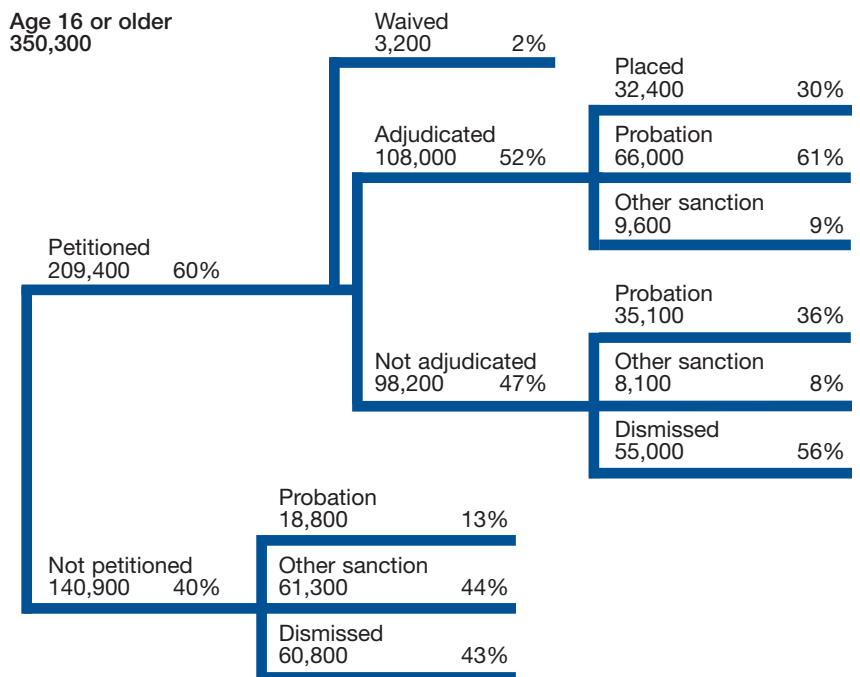 Age 16 or older
350,300
Waived
3,200 2%
Placed
32,400 30%
Adjudicated
108,000 52%
Probation
66,000 61%
Other sanction
9,600 9%
Petitioned
209,400 60%
Probation
35,100 36%
Not adjudicated
98,200 47%
Other sanction
8,100 8%
Dismissed
55,000 56%
Probation
18,800 13%
Not petitioned
140,900 40%
Other sanction
61,300 44%
Dismissed
60,800 43%